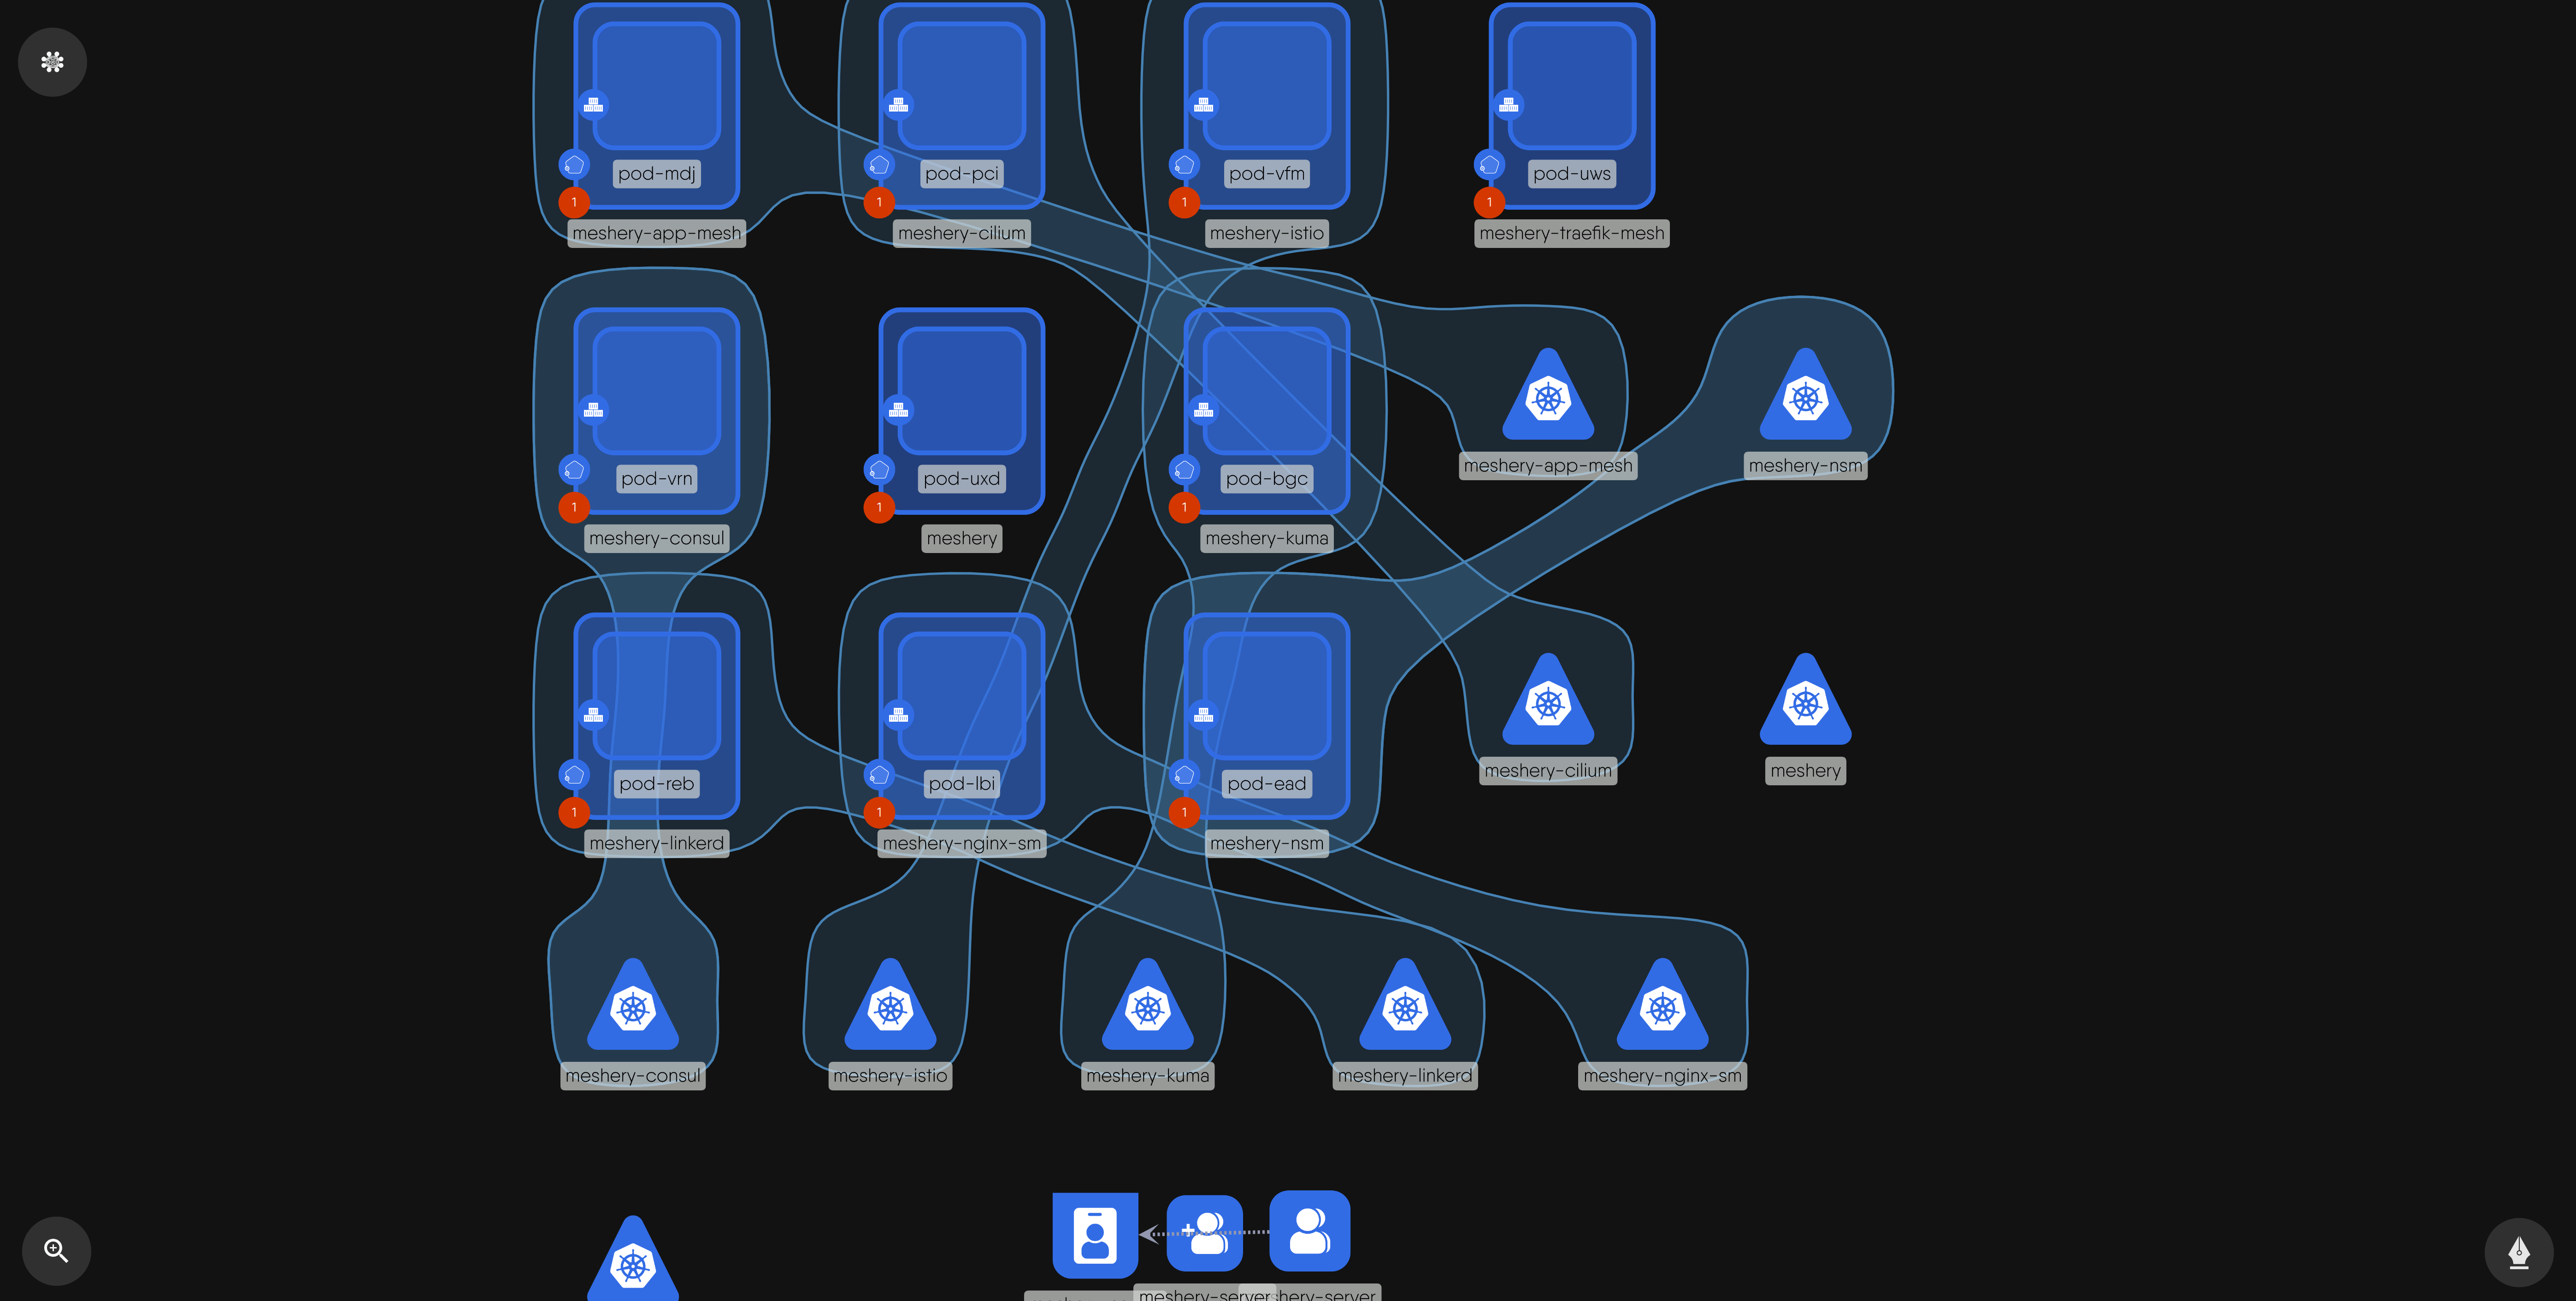 pod-mdj
pod-pci
pod-vfm
pod-uws
1
1
1
1
meshery-app-mesh
meshery-cilium
meshery-istio
meshery-traefik-mesh
meshery-app-mesh
meshery-nsm
pod-vrn
pod-uxd
pod-bgc
1
1
1
meshery-consul
meshery
meshery-kuma
pod-reb
pod-lbi
pod-ead
meshery-cilium
meshery
1
1
1
meshery-linkerd
meshery-nginx-sm
meshery-nsm
meshery-consul
meshery-istio
meshery-kuma
meshery-linkerd
meshery-nginx-sm
meshery-server